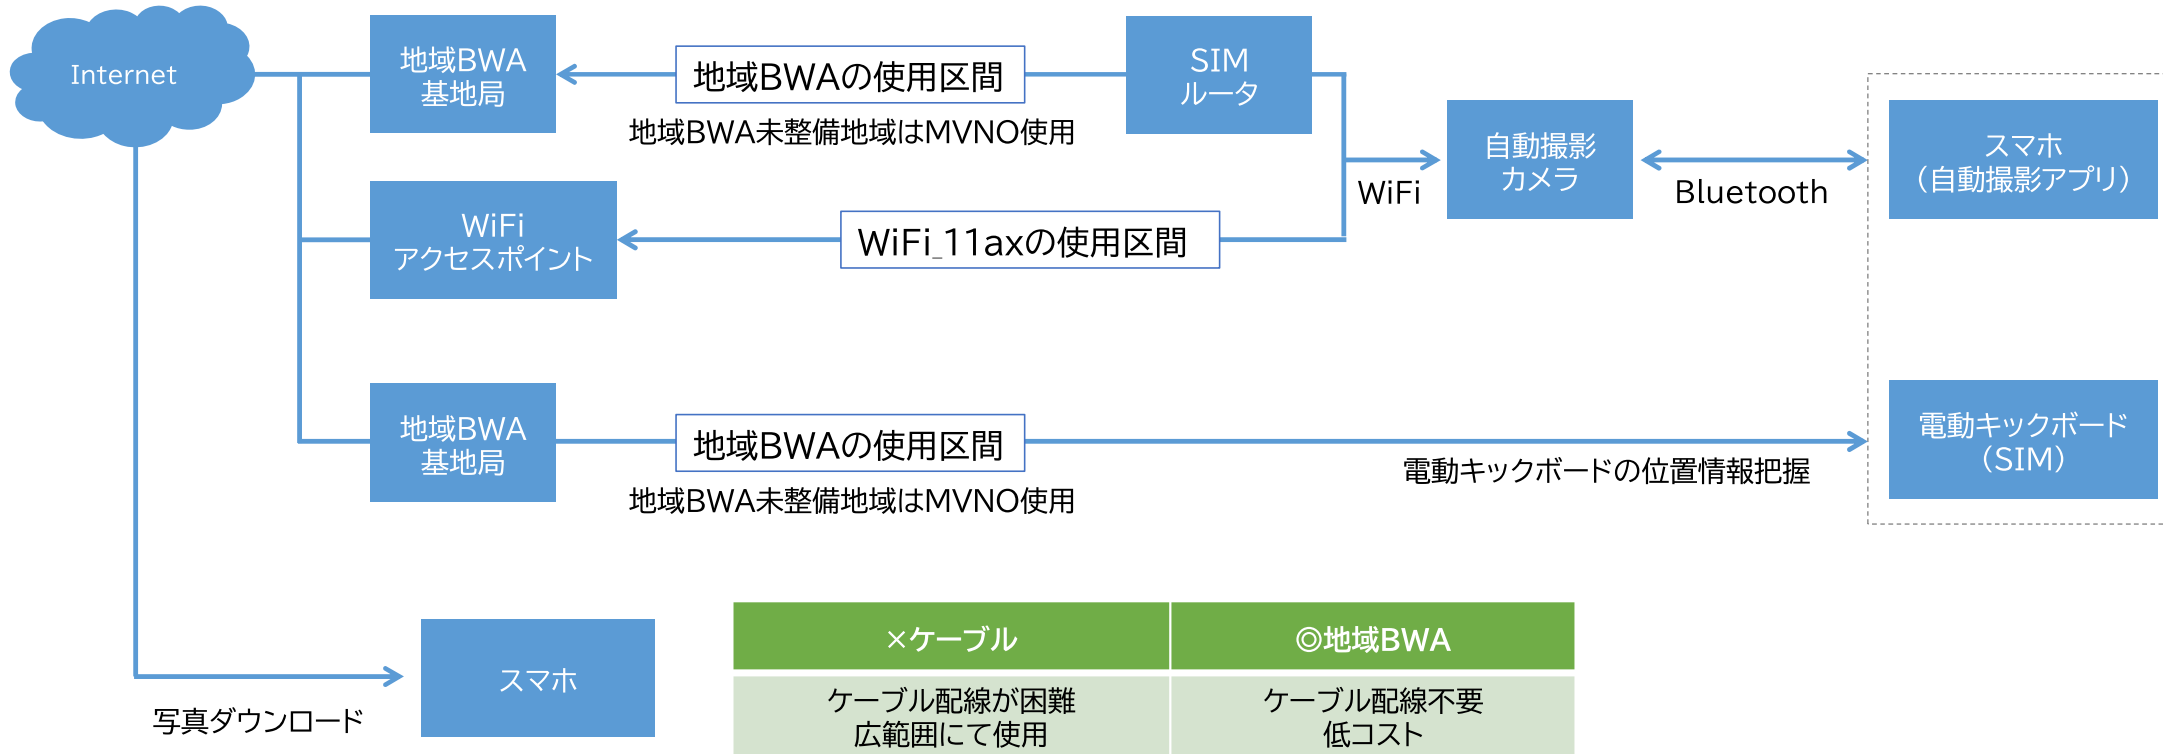 Internet
地域BWA
基地局
地域BWAの使用区間
地域BWA未整備地域はMVNO使用
SIM
ルータ
WiFi
アクセスポイント
WiFi_11axの使用区間
WiFi
自動撮影
カメラ
Bluetooth
スマホ
（自動撮影アプリ）
地域BWA
基地局
地域BWAの使用区間
地域BWA未整備地域はMVNO使用
電動キックボードの位置情報把握
電動キックボード
（SIM）
写真ダウンロード
スマホ
×ケーブル
◎地域BWA
ケーブル配線が困難
広範囲にて使用
ケーブル配線不要
低コスト